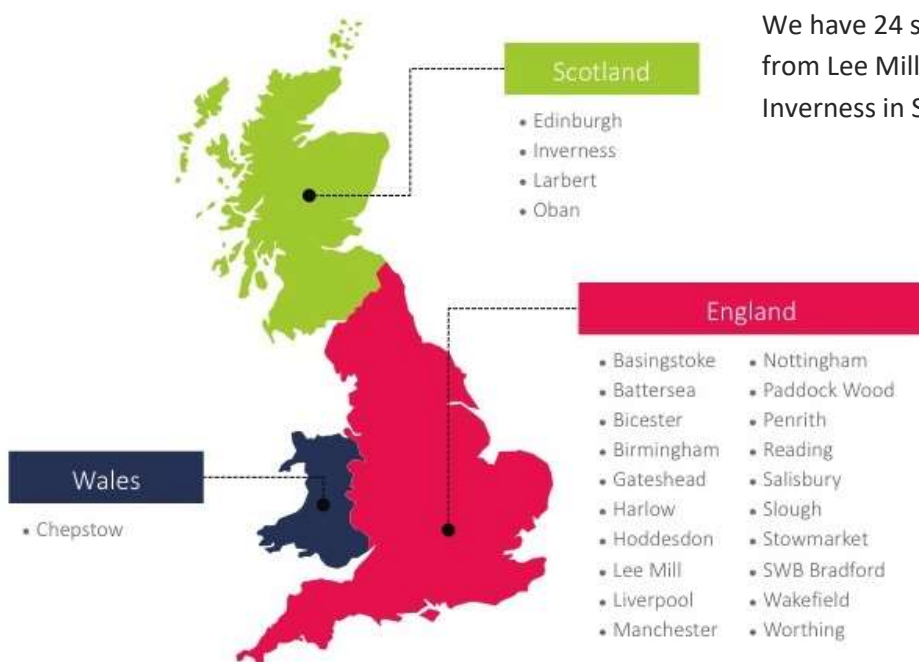 We have 24 s
from Lee Mill
Inverness in S
Scotland
• Edinburgh
• Inverness
• Larbert
• Oban
England
• Basingstoke
• Battersea
• Bicester
• Birmingham
• Gateshead
• Harlow
• Hoddesdon
• Lee Mill
• Liverpool
• Manchester
• Nottingham
• Paddock Wood
• Penrith
• Reading
• Salisbury
• Slough
• Stowmarket
• SWB Bradford
• Wakefield
• Worthing
Wales
• Chepstow